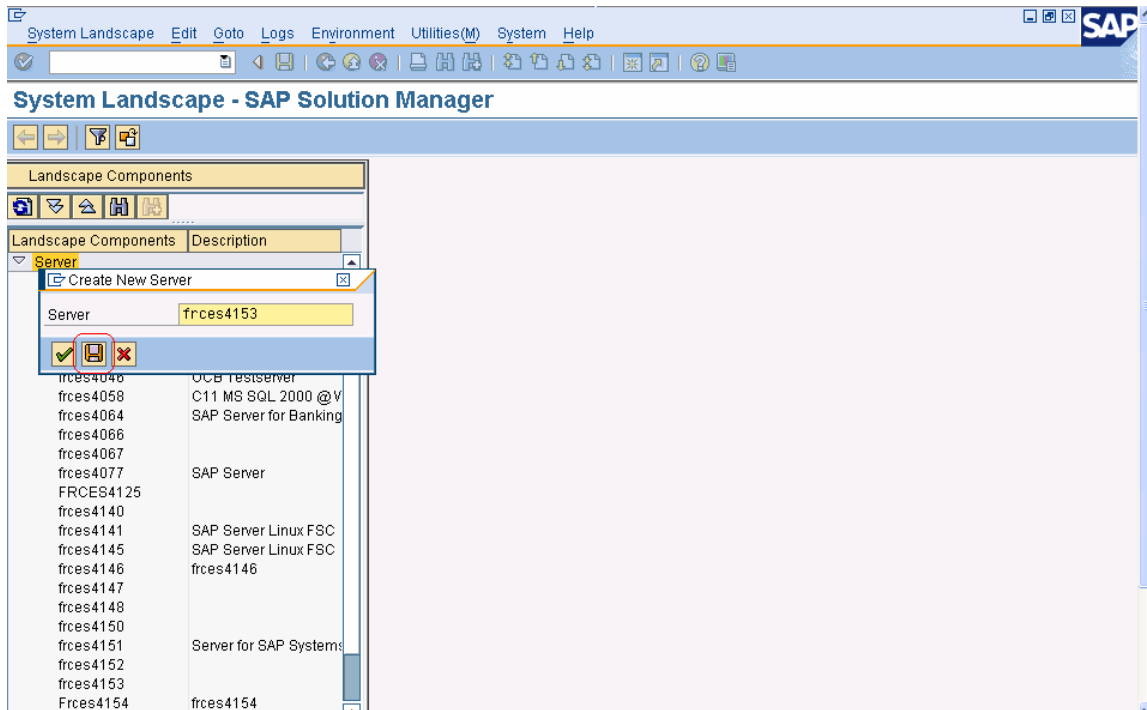 System Landscape Edit Goto Logs Environment Utilities(M) System Help
SAP
System Landscape - SAP Solution Manager
Landscape Components
Landscape Components Description
Server
Create New Server
Server frces4153
frces4046 OCB Testserver
frces4058 C11 MS SQL 2000 @V
frces4064 SAP Server for Banking
frces4066
frces4067
frces4077 SAP Server
FRCES4125
frces4140
frces4141 SAP Server Linux FSC
frces4145 SAP Server Linux FSC
frces4146 frces4146
frces4147
frces4148
frces4150
frces4151 Server for SAP Systems
frces4152
frces4153
Frces4154 frces4154